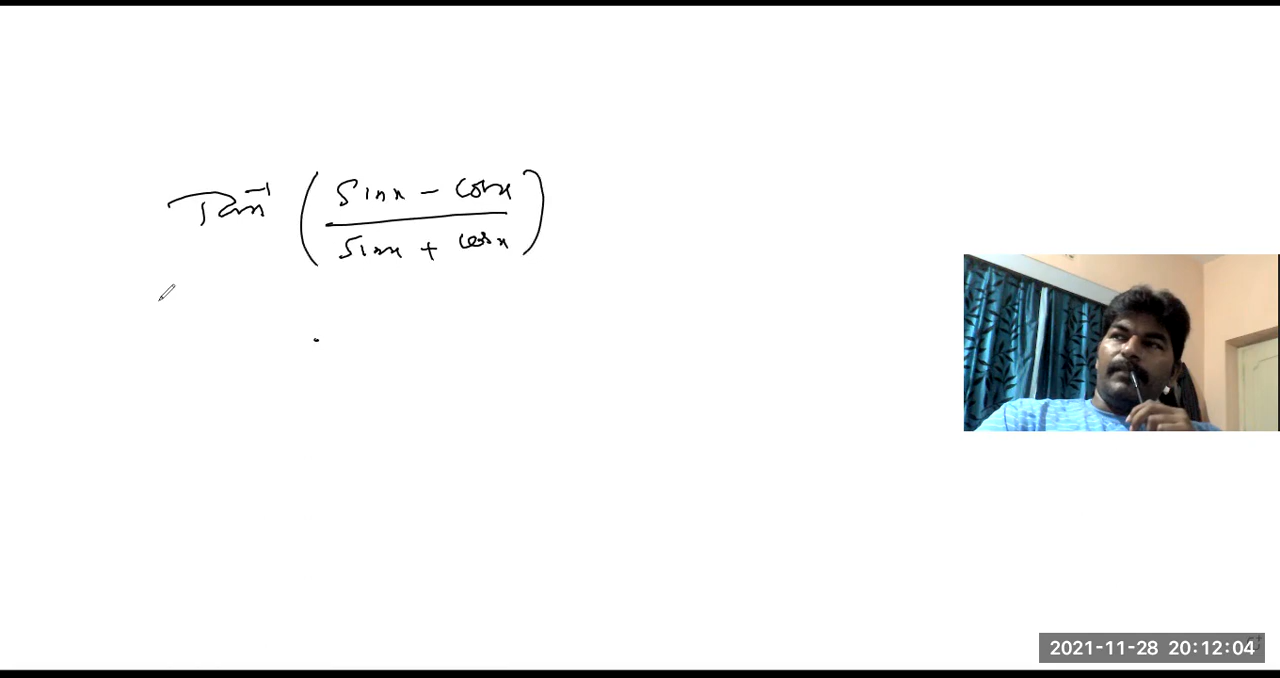 Tan⁻¹ ( Sinx - Cosx / Sinx + Cosx )
2021-11-28 20:12:04